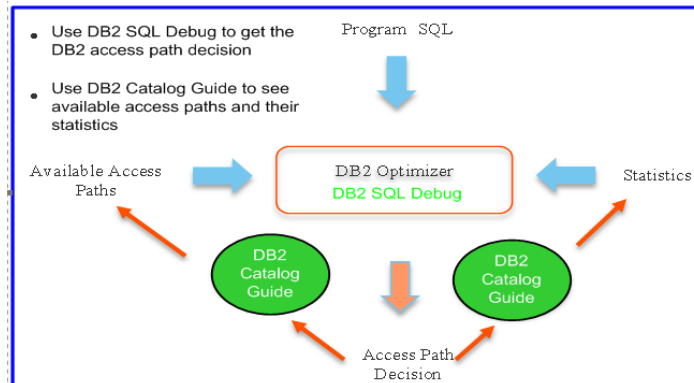 • Use DB2 SQL Debug to get the
DB2 access path decision
• Use DB2 Catalog Guide to see
available access paths and their
statistics
Program SQL
Available Access
Paths
DB2 Optimizer
DB2 SQL Debug
Statistics
DB2
Catalog
Guide
DB2
Catalog
Guide
Access Path
Decision